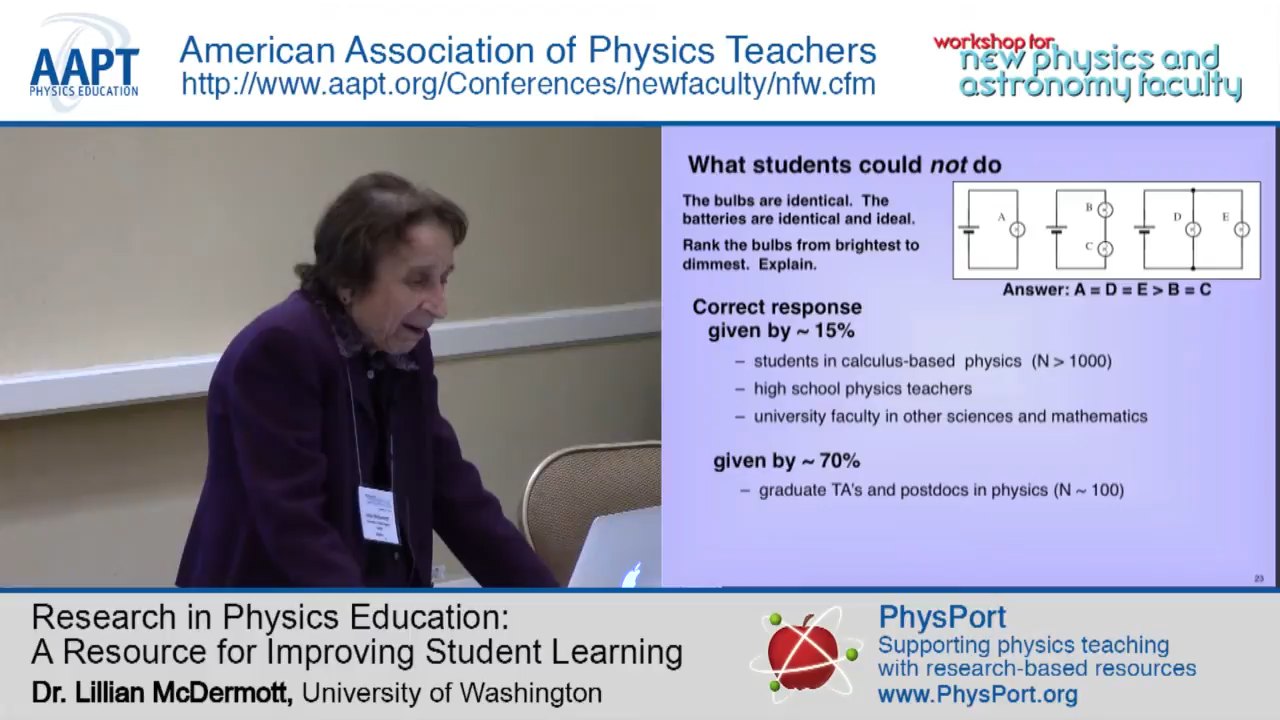 AAPT
PHYSICS EDUCATION
American Association of Physics Teachers
http://www.aapt.org/Conferences/newfaculty/nfw.cfm
workshop for
new physics and
astronomy faculty
What students could not do
The bulbs are identical. The
batteries are identical and ideal.
Rank the bulbs from brightest to
dimmest. Explain.
A
B
C
D
E
Answer: A = D = E > B = C
Correct response
given by ~ 15%
– students in calculus-based physics (N > 1000)
– high school physics teachers
– university faculty in other sciences and mathematics
given by ~ 70%
– graduate TA's and postdocs in physics (N ~ 100)
23
Research in Physics Education:
A Resource for Improving Student Learning
Dr. Lillian McDermott, University of Washington
PhysPort
Supporting physics teaching
with research-based resources
www.PhysPort.org